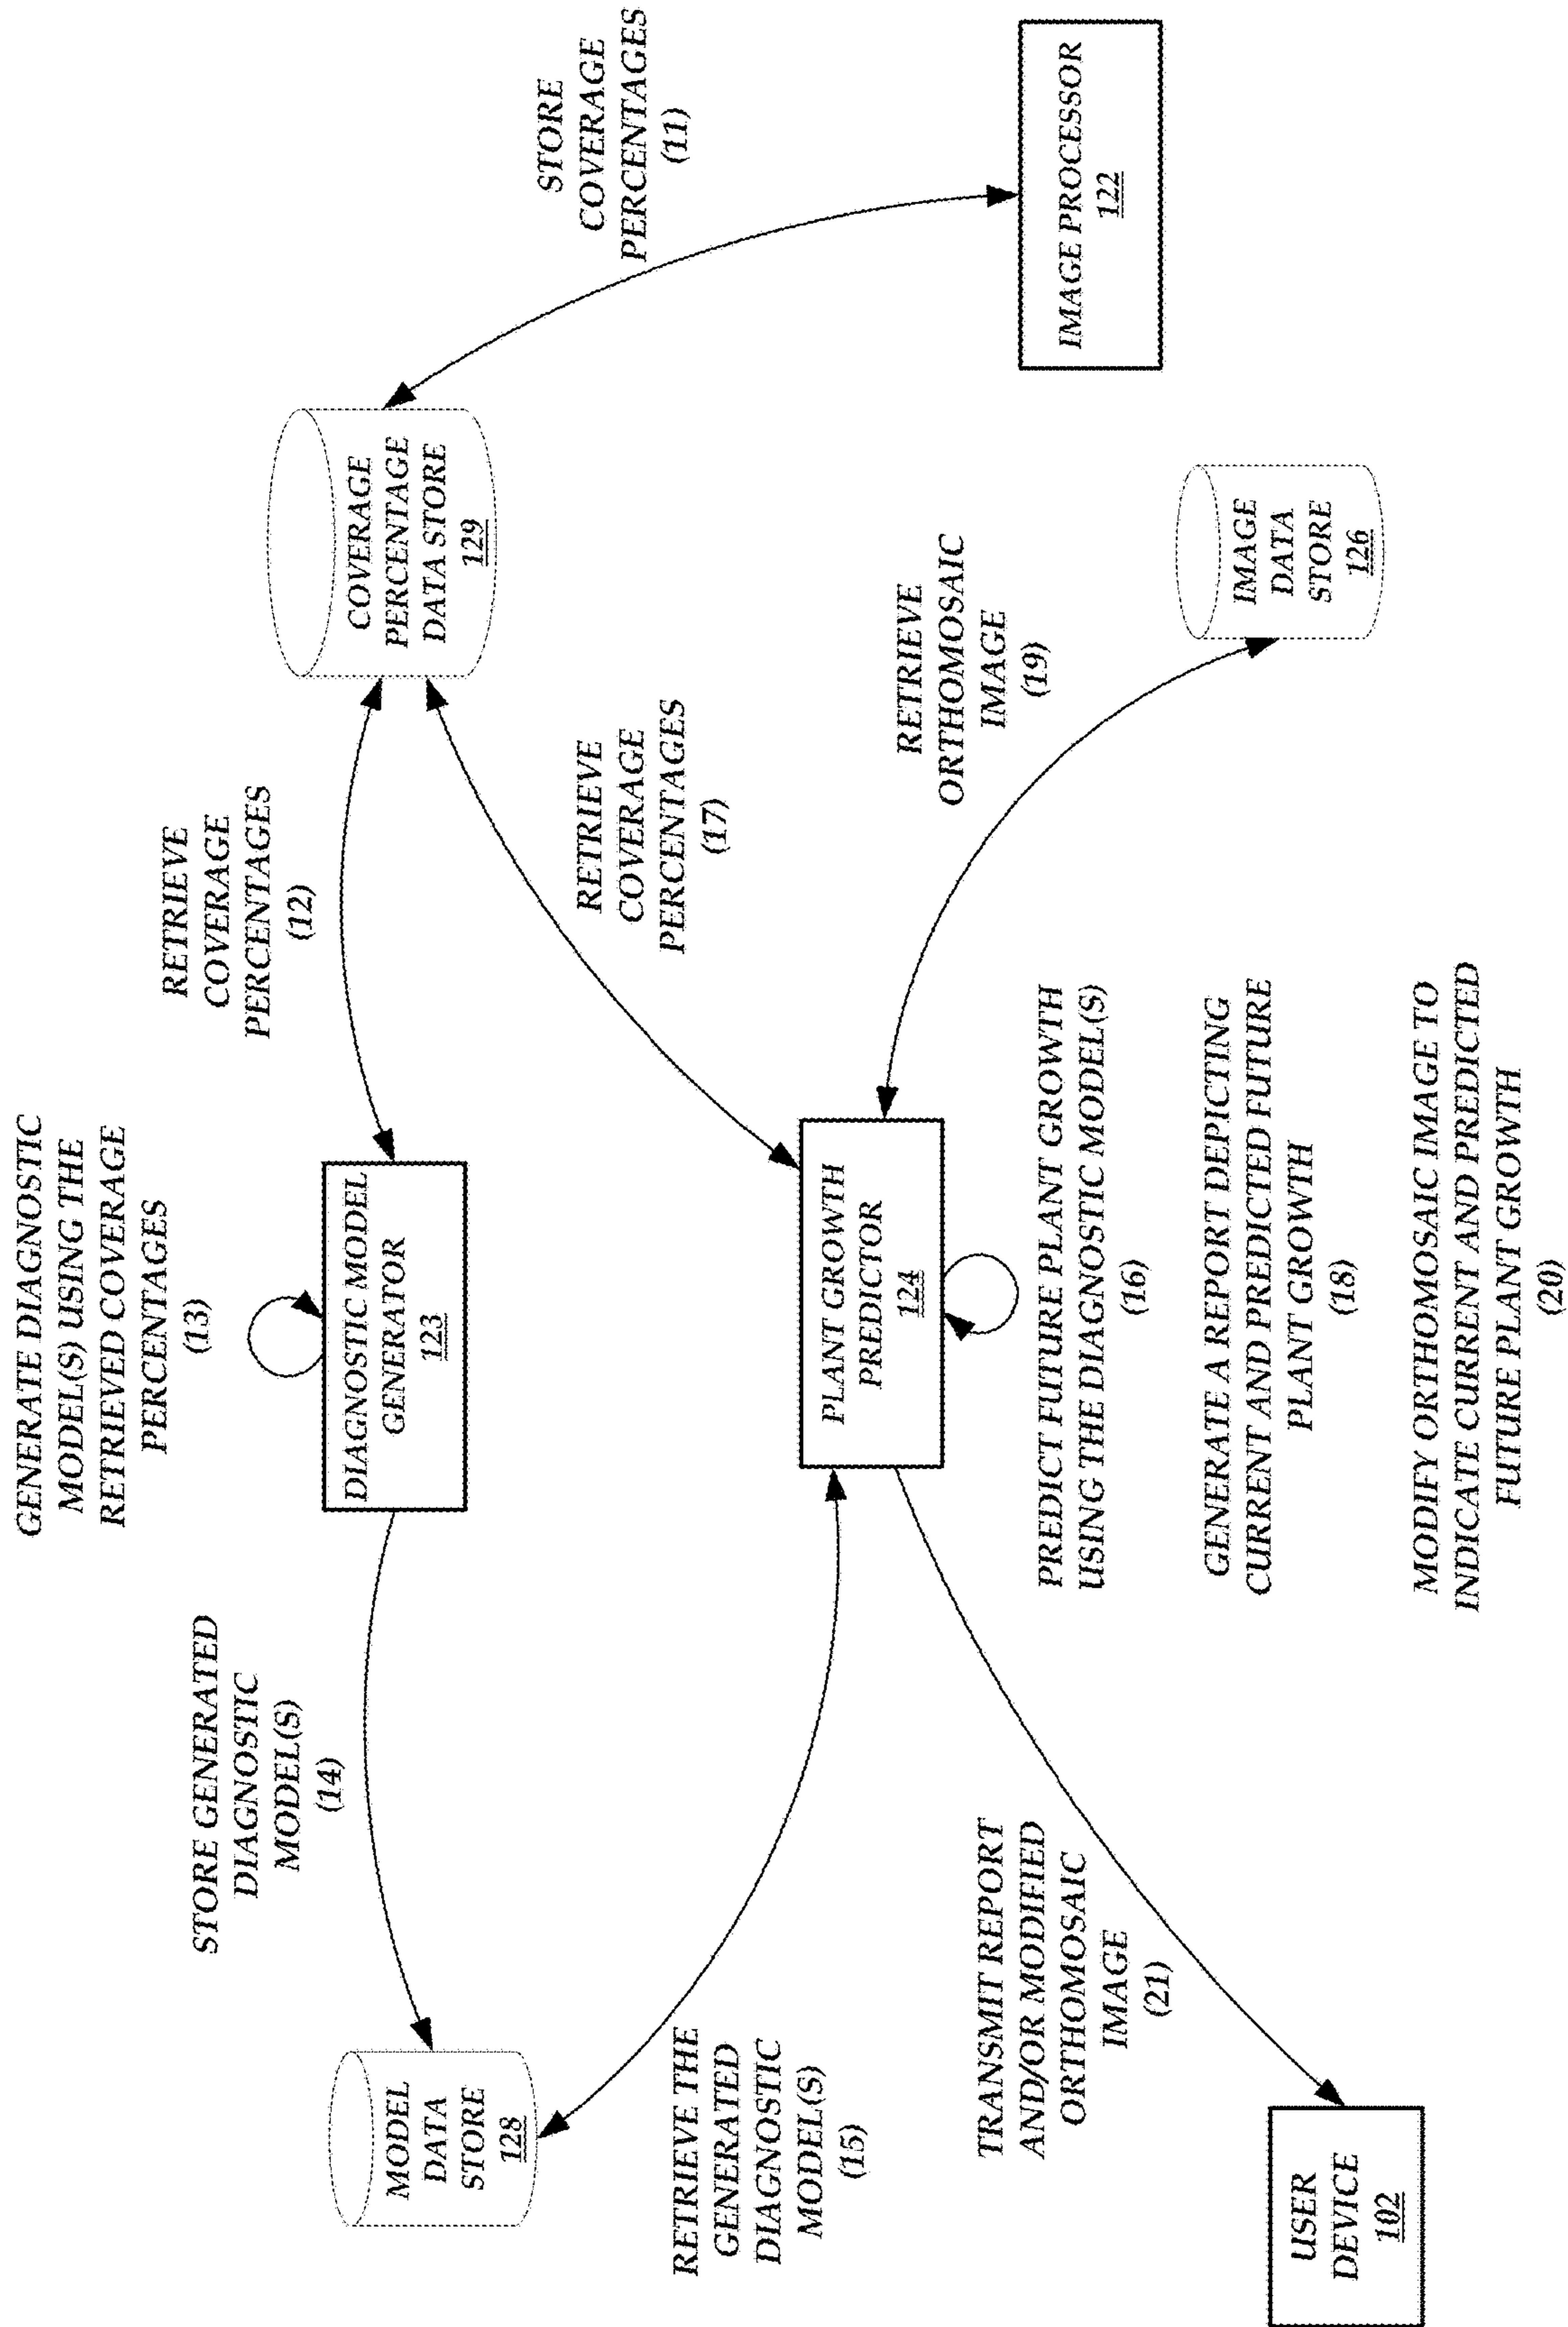 GENERATE DIAGNOSTIC
MODEL(S) USING THE
RETRIEVED COVERAGE
PERCENTAGES
(13)
STORE GENERATED
DIAGNOSTIC
MODEL(S)
(14)
RETRIEVE
COVERAGE
PERCENTAGES
(12)
MODEL
DATA
STORE
128
DIAGNOSTIC MODEL
GENERATOR
123
COVERAGE
PERCENTAGE
DATA STORE
129
STORE
COVERAGE
PERCENTAGES
(11)
RETRIEVE THE
GENERATED
DIAGNOSTIC
MODEL(S)
(15)
RETRIEVE
COVERAGE
PERCENTAGES
(17)
PLANT GROWTH
PREDICTOR
124
RETRIEVE
ORTHOMOSAIC
IMAGE
(19)
IMAGE PROCESSOR
122
TRANSMIT REPORT
AND/OR MODIFIED
ORTHOMOSAIC
IMAGE
(21)
PREDICT FUTURE PLANT GROWTH
USING THE DIAGNOSTIC MODEL(S)
(16)
IMAGE
DATA
STORE
126
GENERATE A REPORT DEPICTING
CURRENT AND PREDICTED FUTURE
PLANT GROWTH
(18)
USER
DEVICE
102
MODIFY ORTHOMOSAIC IMAGE TO
INDICATE CURRENT AND PREDICTED
FUTURE PLANT GROWTH
(20)